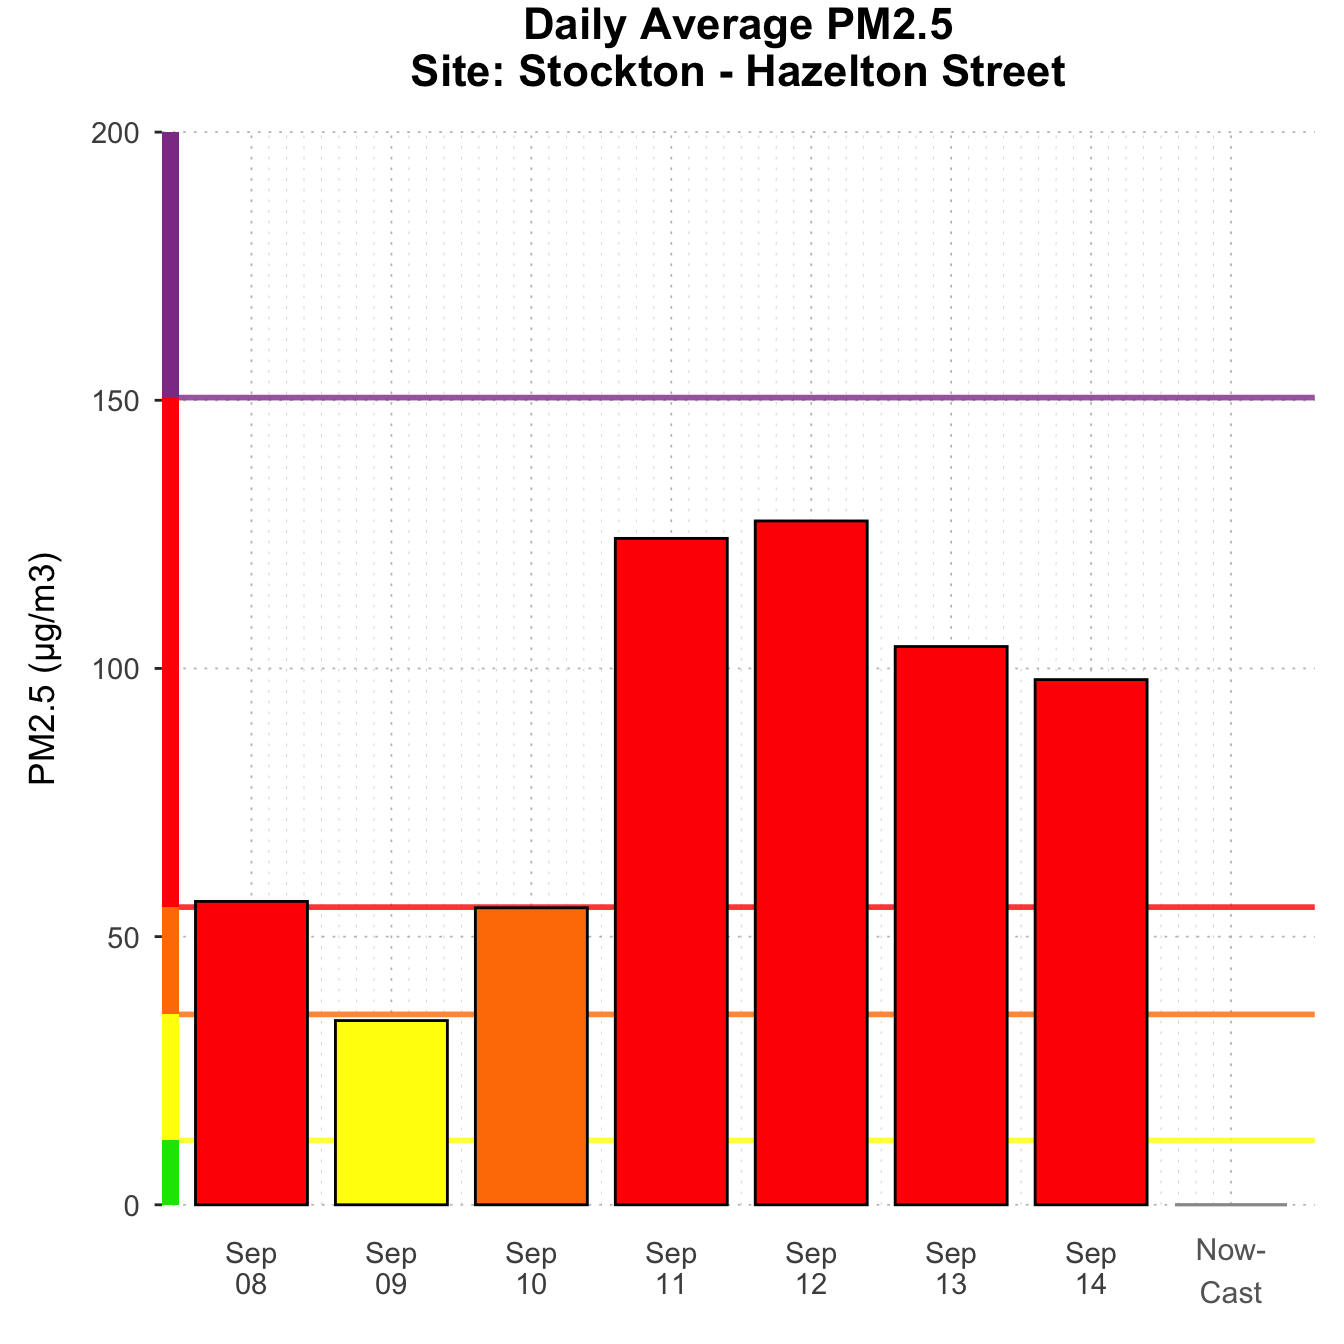 Daily Average PM2.5
Site: Stockton - Hazelton Street
200
150
100
50
0
PM2.5 (µg/m3)
Sep
08
Sep
09
Sep
10
Sep
11
Sep
12
Sep
13
Sep
14
Now-
Cast